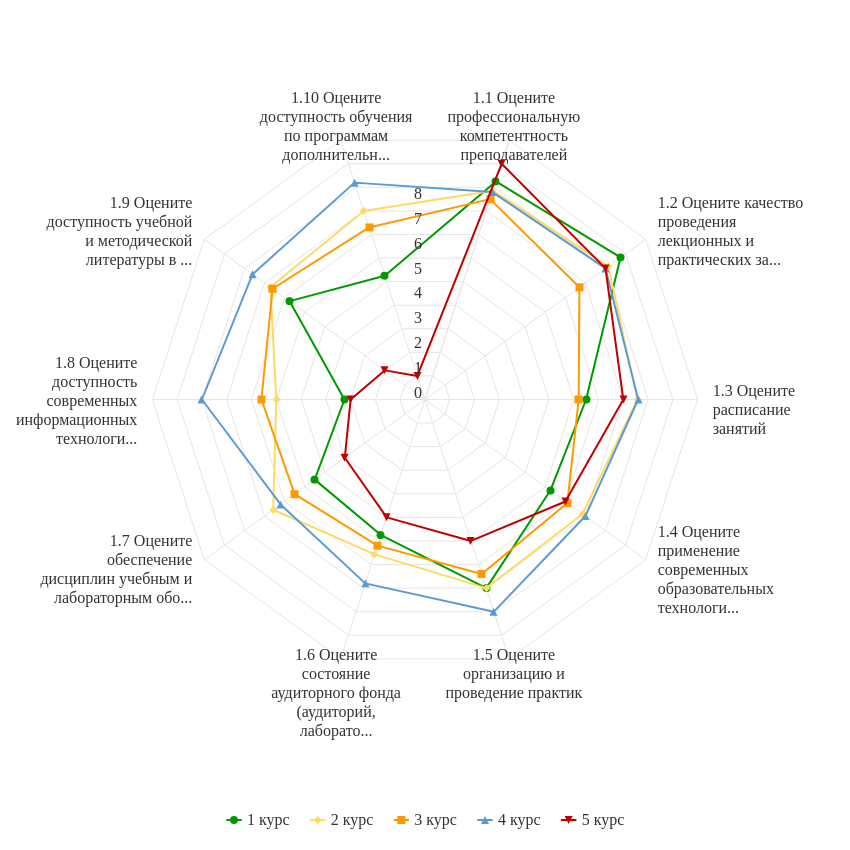 1.10 Оцените
доступность обучения
по программам
дополнительн...
1.1 Оцените
профессиональную
компетентность
преподавателей
1.9 Оцените
доступность учебной
и методической
литературы в ...
1.2 Оцените качество
проведения
лекционных и
практических за...
8
7
6
5
4
3
2
1
0
1.8 Оцените
доступность
современных
информационных
технологи...
1.3 Оцените
расписание
занятий
1.7 Оцените
обеспечение
дисциплин учебным и
лабораторным обо...
1.4 Оцените
применение
современных
образовательных
технологи...
1.6 Оцените
состояние
аудиторного фонда
(аудиторий,
лаборато...
1.5 Оцените
организацию и
проведение практик
1 курс 2 курс 3 курс 4 курс 5 курс